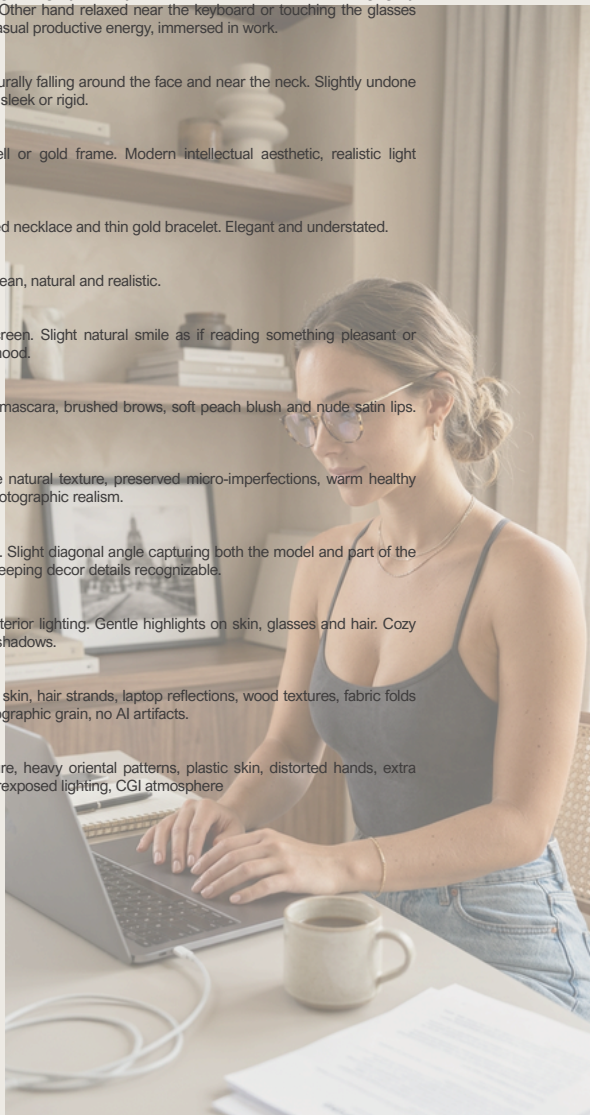 Other hand relaxed near the keyboard or touching the glasses
asual productive energy, immersed in work.
urally falling around the face and near the neck. Slightly undone
sleek or rigid.
ell or gold frame. Modern intellectual aesthetic, realistic light
d necklace and thin gold bracelet. Elegant and understated.
ean, natural and realistic.
creen. Slight natural smile as if reading something pleasant or
nood.
mascara, brushed brows, soft peach blush and nude satin lips.
e natural texture, preserved micro-imperfections, warm healthy
otographic realism.
. Slight diagonal angle capturing both the model and part of the
eeping decor details recognizable.
terior lighting. Gentle highlights on skin, glasses and hair. Cozy
shadows.
skin, hair strands, laptop reflections, wood textures, fabric folds
ographic grain, no AI artifacts.
re, heavy oriental patterns, plastic skin, distorted hands, extra
rexposed lighting, CGI atmosphere